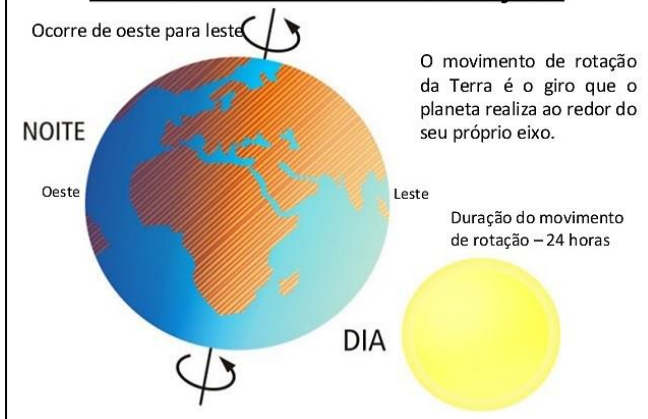 Ocorre de oeste para leste
O movimento de rotação
da Terra é o giro que o
planeta realiza ao redor do
seu próprio eixo.
NOITE
Oeste
Leste
Duração do movimento
de rotação – 24 horas
DIA